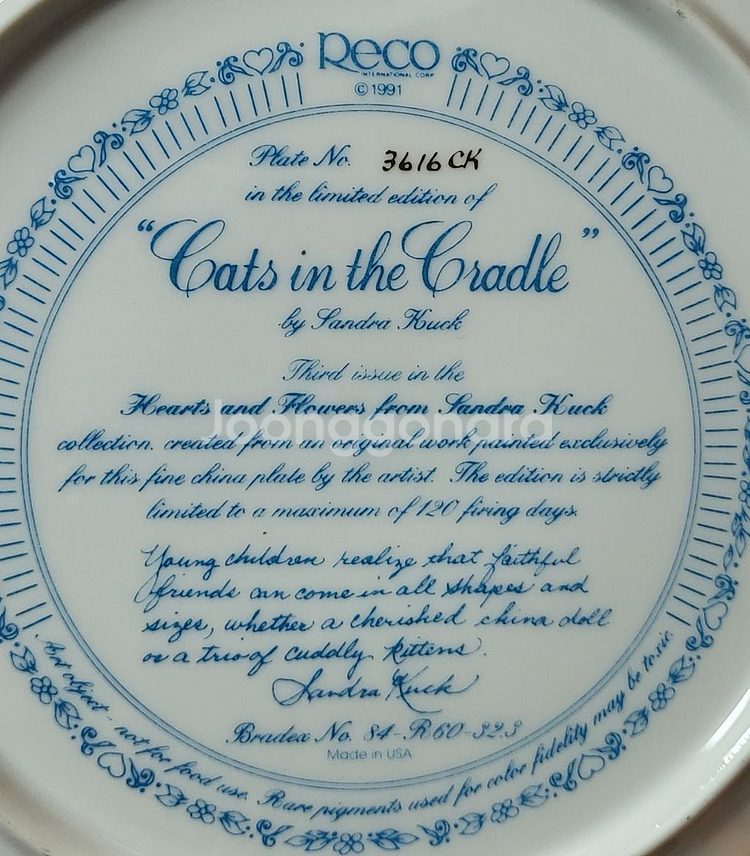 Reco
INTERNATIONAL CORP.
© 1991
Plate No. 3616 CK
in the limited edition of
"Cats in the Cradle"
by Sandra Kuck
Third issue in the
Hearts and Flowers from Sandra Kuck
collection. created from an original work painted exclusively
for this fine china plate by the artist. The edition is strictly
limited to a maximum of 120 firing days.
Young children realize that faithful
friends can come in all shapes and
sizes, whether a cherished china doll
or a trio of cuddly kittens.
Sandra Kuck
Bradex No. 84-R60-32.3
Made in USA
Art object - not for food use. Rare pigments used for color fidelity may be toxic.
Joonggonara